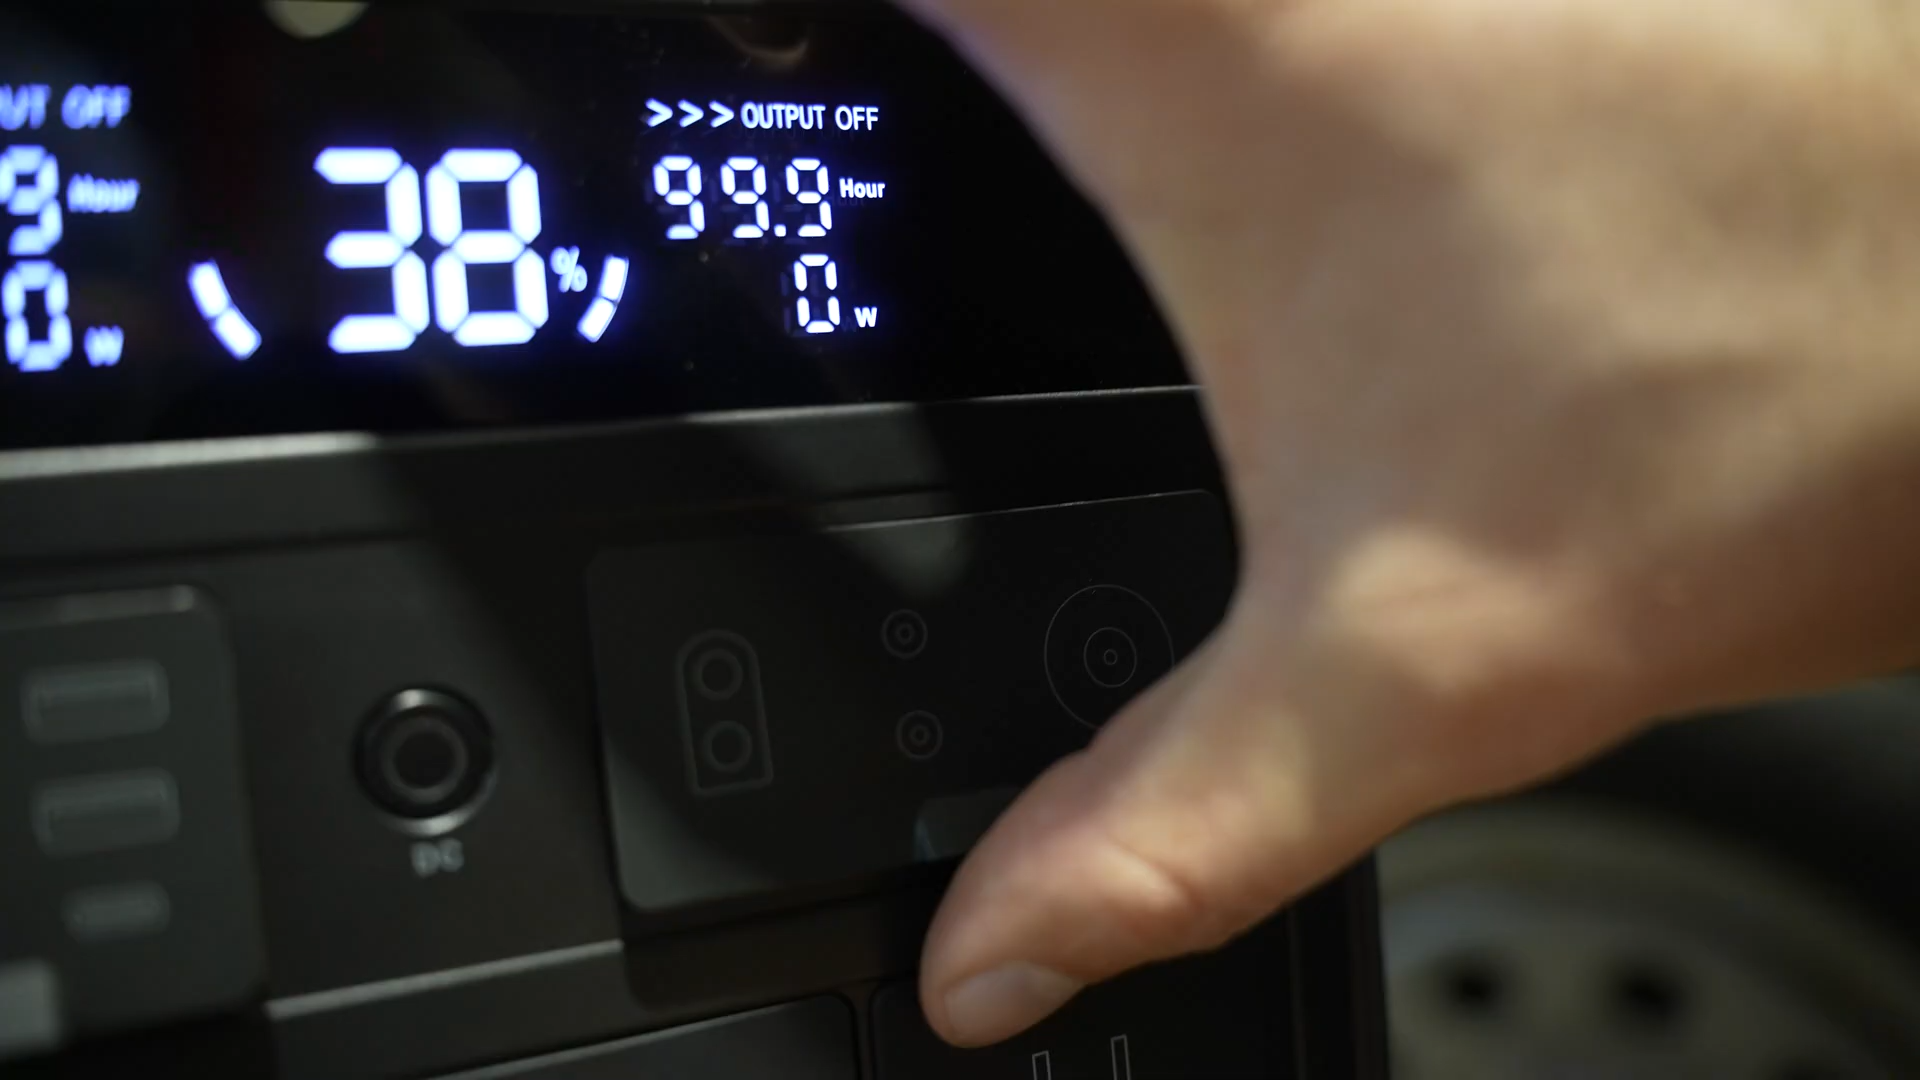 UT OFF
9 Hour
0 W
38 %
>>> OUTPUT OFF
99.9 Hour
0 W
DC